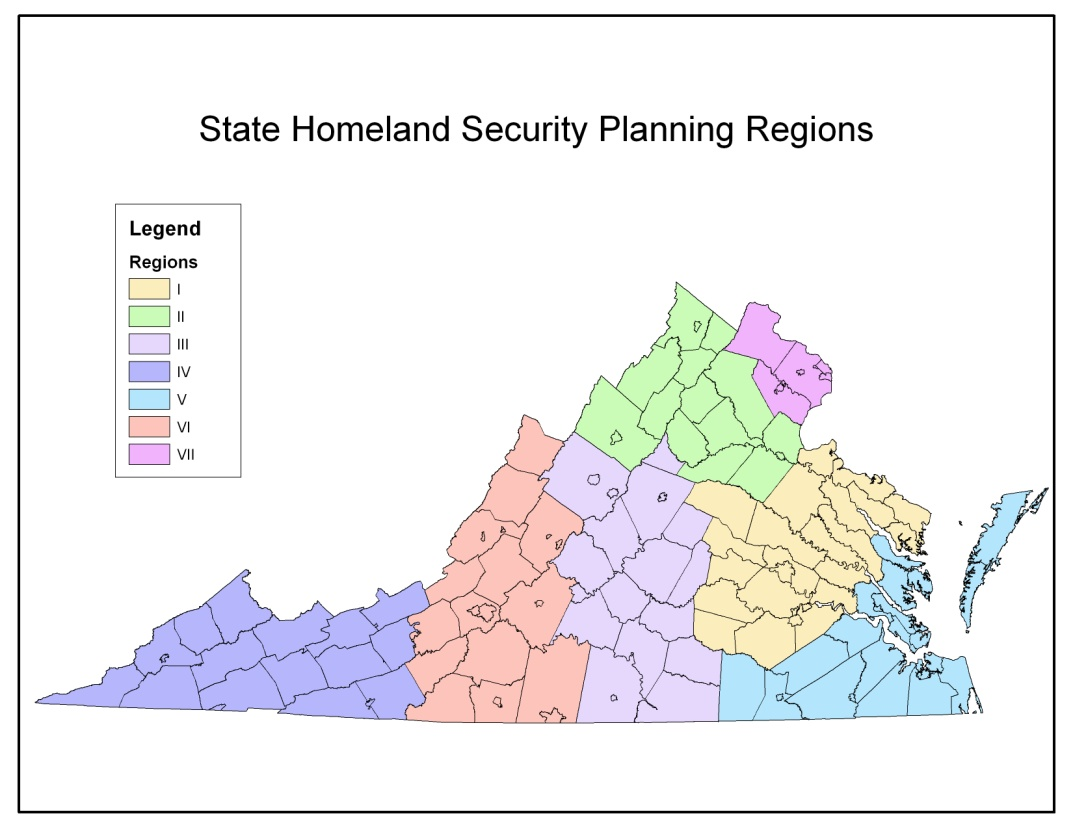 State Homeland Security Planning Regions
Legend
Regions
I
II
III
IV
V
VI
VII